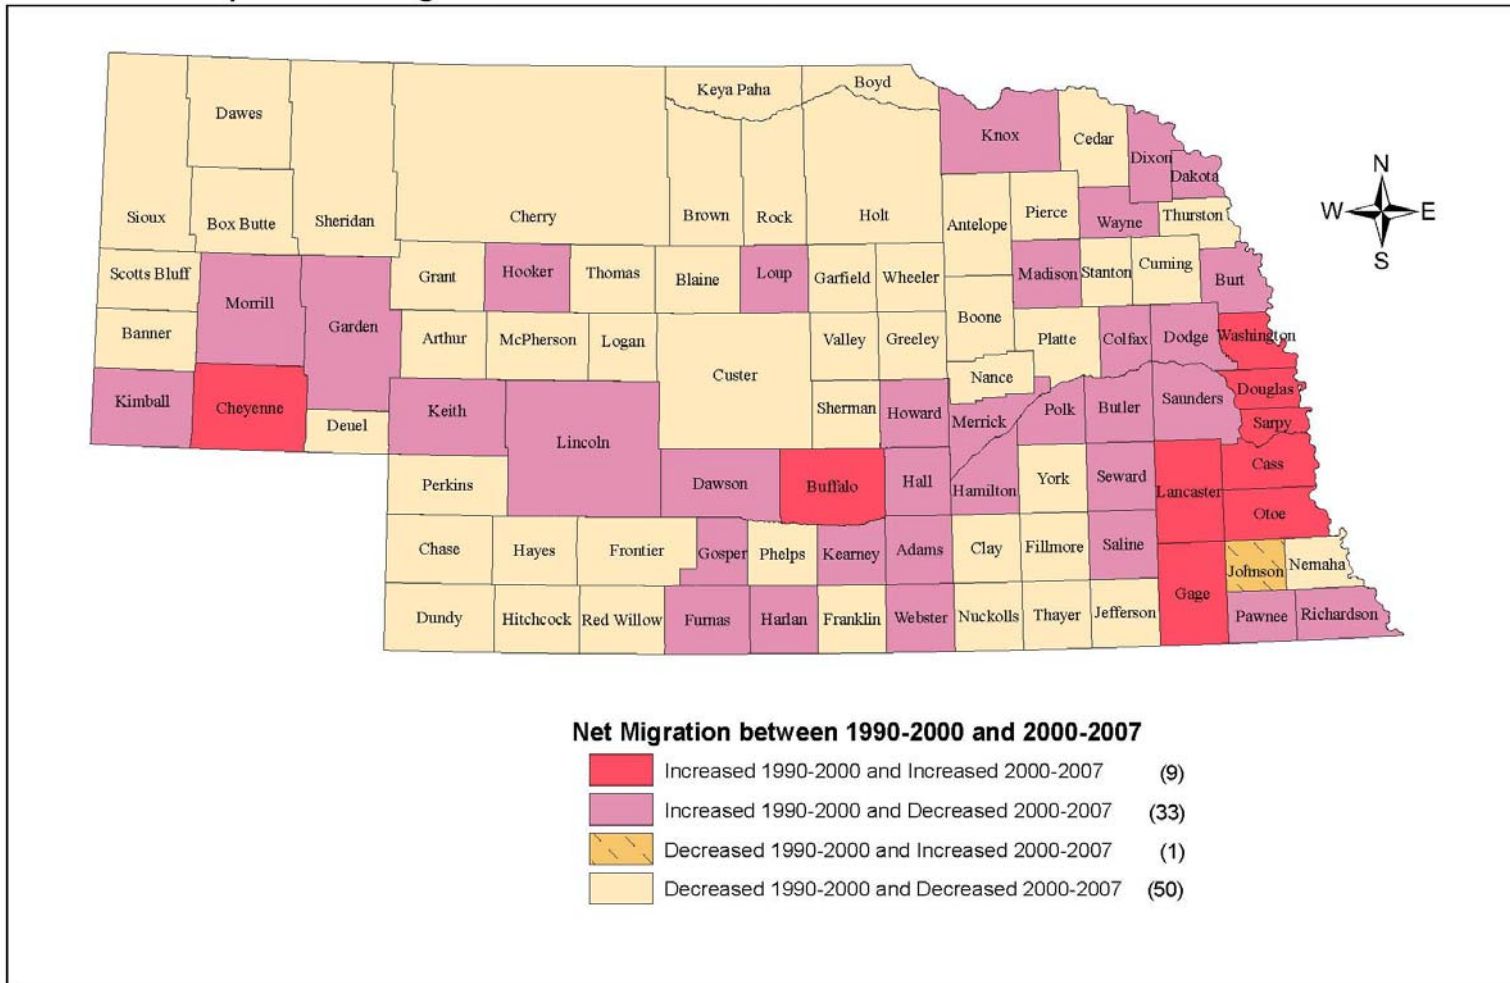 Keya Paha
Boyd
Dawes
Knox
Cedar
Dixon
Dakota
N
W E
S
Sioux
Box Butte
Sheridan
Cherry
Brown
Rock
Holt
Antelope
Pierce
Wayne
Thurston
Scotts Bluff
Morrill
Garden
Grant
Hooker
Thomas
Blaine
Loup
Garfield
Wheeler
Madison
Stanton
Cuming
Burt
Banner
Arthur
McPherson
Logan
Custer
Valley
Greeley
Boone
Platte
Colfax
Dodge
Washington
Nance
Kimball
Cheyenne
Deuel
Keith
Lincoln
Sherman
Howard
Merrick
Polk
Butler
Saunders
Douglas
Sarpy
Perkins
Dawson
Buffalo
Hall
Hamilton
York
Seward
Lancaster
Cass
Otoe
Chase
Hayes
Frontier
Gosper
Phelps
Kearney
Adams
Clay
Fillmore
Saline
Gage
Johnson
Nemaha
Dundy
Hitchcock
Red Willow
Furnas
Harlan
Franklin
Webster
Nuckolls
Thayer
Jefferson
Pawnee
Richardson
Net Migration between 1990-2000 and 2000-2007
Increased 1990-2000 and Increased 2000-2007 (9)
Increased 1990-2000 and Decreased 2000-2007 (33)
Decreased 1990-2000 and Increased 2000-2007 (1)
Decreased 1990-2000 and Decreased 2000-2007 (50)